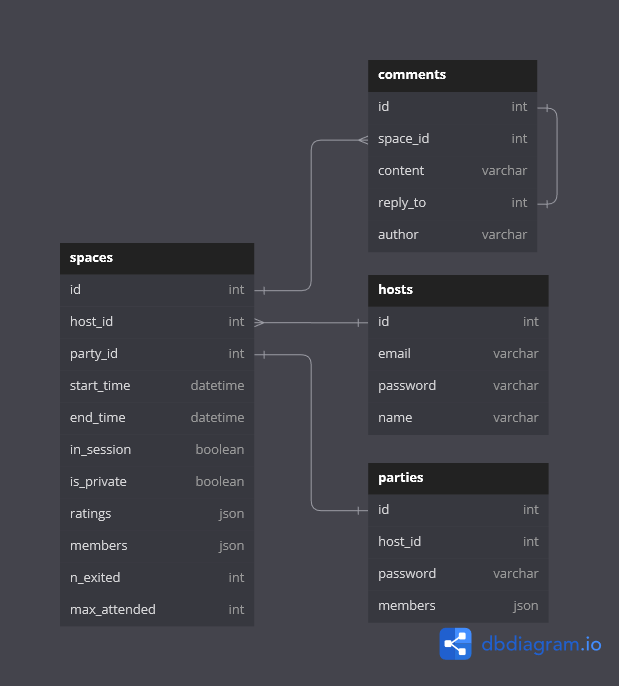 comments
id int
space_id int
content varchar
reply_to int
author varchar
spaces
id int
host_id int
party_id int
start_time datetime
end_time datetime
in_session boolean
is_private boolean
ratings json
members json
n_exited int
max_attended int
hosts
id int
email varchar
password varchar
name varchar
parties
id int
host_id int
password varchar
members json
dbdiagram.io